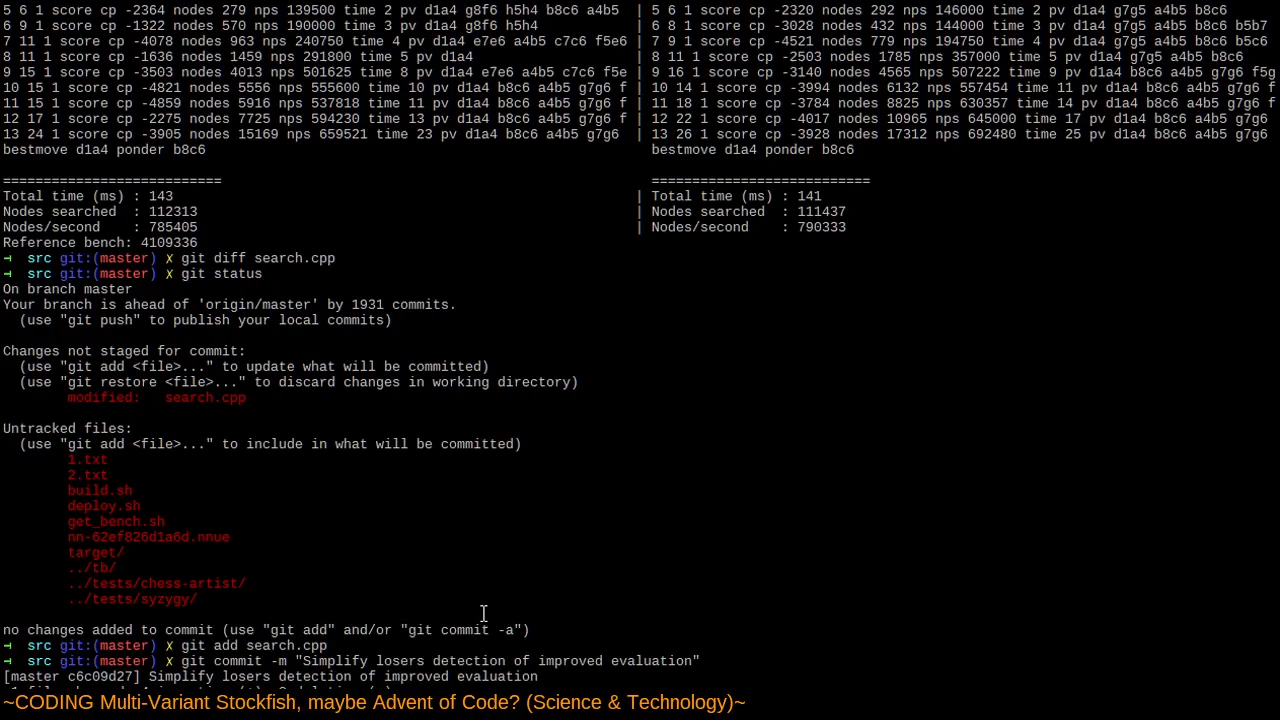 5 6 1 score cp -2364 nodes 279 nps 139500 time 2 pv d1a4 g8f6 h5h4 b8c6 a4b5 | 5 6 1 score cp -2320 nodes 292 nps 146000 time 2 pv d1a4 g7g5 a4b5 b8c6
6 9 1 score cp -1322 nodes 570 nps 190000 time 3 pv d1a4 g8f6 h5h4 | 6 8 1 score cp -3028 nodes 432 nps 144000 time 3 pv d1a4 g7g5 a4b5 b8c6 b5b7
7 11 1 score cp -4078 nodes 963 nps 240750 time 4 pv d1a4 e7e6 a4b5 c7c6 f5e6 | 7 9 1 score cp -4521 nodes 779 nps 194750 time 4 pv d1a4 g7g5 a4b5 b8c6 b5c6
8 11 1 score cp -1636 nodes 1459 nps 291800 time 5 pv d1a4 | 8 11 1 score cp -2503 nodes 1785 nps 357000 time 5 pv d1a4 g7g5 a4b5 b8c6
9 15 1 score cp -3503 nodes 4013 nps 501625 time 8 pv d1a4 e7e6 a4b5 c7c6 f5e | 9 16 1 score cp -3140 nodes 4565 nps 507222 time 9 pv d1a4 b8c6 a4b5 g7g6 f5g
10 15 1 score cp -4821 nodes 5556 nps 555600 time 10 pv d1a4 b8c6 a4b5 g7g6 f | 10 14 1 score cp -3994 nodes 6132 nps 557454 time 11 pv d1a4 b8c6 a4b5 g7g6 f
11 15 1 score cp -4859 nodes 5916 nps 537818 time 11 pv d1a4 b8c6 a4b5 g7g6 f | 11 18 1 score cp -3784 nodes 8825 nps 630357 time 14 pv d1a4 b8c6 a4b5 g7g6 f
12 17 1 score cp -2275 nodes 7725 nps 594230 time 13 pv d1a4 b8c6 a4b5 g7g6 f | 12 22 1 score cp -4017 nodes 10965 nps 645000 time 17 pv d1a4 b8c6 a4b5 g7g6
13 24 1 score cp -3905 nodes 15169 nps 659521 time 23 pv d1a4 b8c6 a4b5 g7g6 | 13 26 1 score cp -3928 nodes 17312 nps 692480 time 25 pv d1a4 b8c6 a4b5 g7g6
bestmove d1a4 ponder b8c6 bestmove d1a4 ponder b8c6
=========================== ===========================
Total time (ms) : 143 | Total time (ms) : 141
Nodes searched  : 112313 | Nodes searched  : 111437
Nodes/second    : 785405 | Nodes/second    : 790333
Reference bench: 4109336
→ src git:(master) ✗ git diff search.cpp
→ src git:(master) ✗ git status
On branch master
Your branch is ahead of 'origin/master' by 1931 commits.
(use "git push" to publish your local commits)
Changes not staged for commit:
(use "git add <file>..." to update what will be committed)
(use "git restore <file>..." to discard changes in working directory)
modified:   search.cpp
Untracked files:
(use "git add <file>..." to include in what will be committed)
1.txt
2.txt
build.sh
deploy.sh
get_bench.sh
nn-62ef826d1a6d.nnue
target/
../tb/
../tests/chess-artist/
../tests/syzygy/
no changes added to commit (use "git add" and/or "git commit -a")
→ src git:(master) ✗ git add search.cpp
→ src git:(master) ✗ git commit -m "Simplify losers detection of improved evaluation"
[master c6c09d27] Simplify losers detection of improved evaluation
~CODING Multi-Variant Stockfish, maybe Advent of Code? (Science & Technology)~